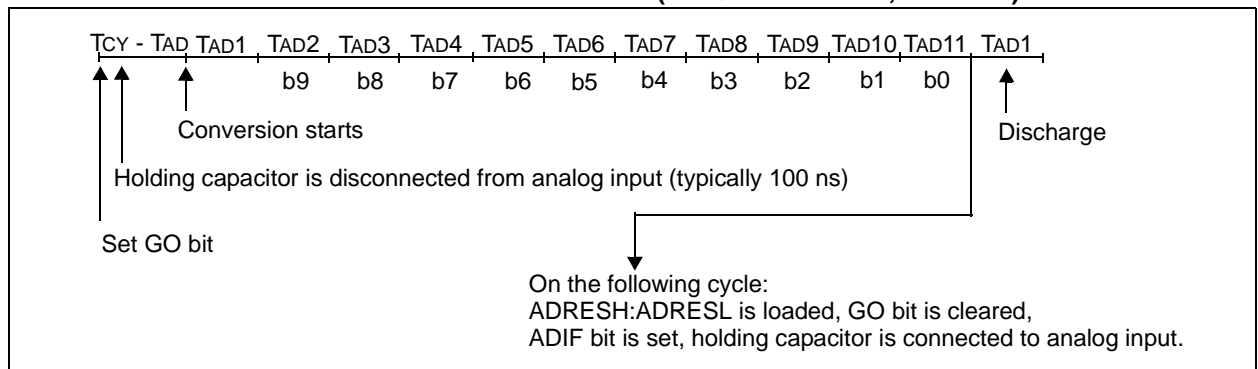 TCY - TAD TAD1 TAD2 TAD3 TAD4 TAD5 TAD6 TAD7 TAD8 TAD9 TAD10 TAD11 TAD1
b9 b8 b7 b6 b5 b4 b3 b2 b1 b0
Conversion starts
Discharge
Holding capacitor is disconnected from analog input (typically 100 ns)
Set GO bit
On the following cycle:
ADRESH:ADRESL is loaded, GO bit is cleared,
ADIF bit is set, holding capacitor is connected to analog input.